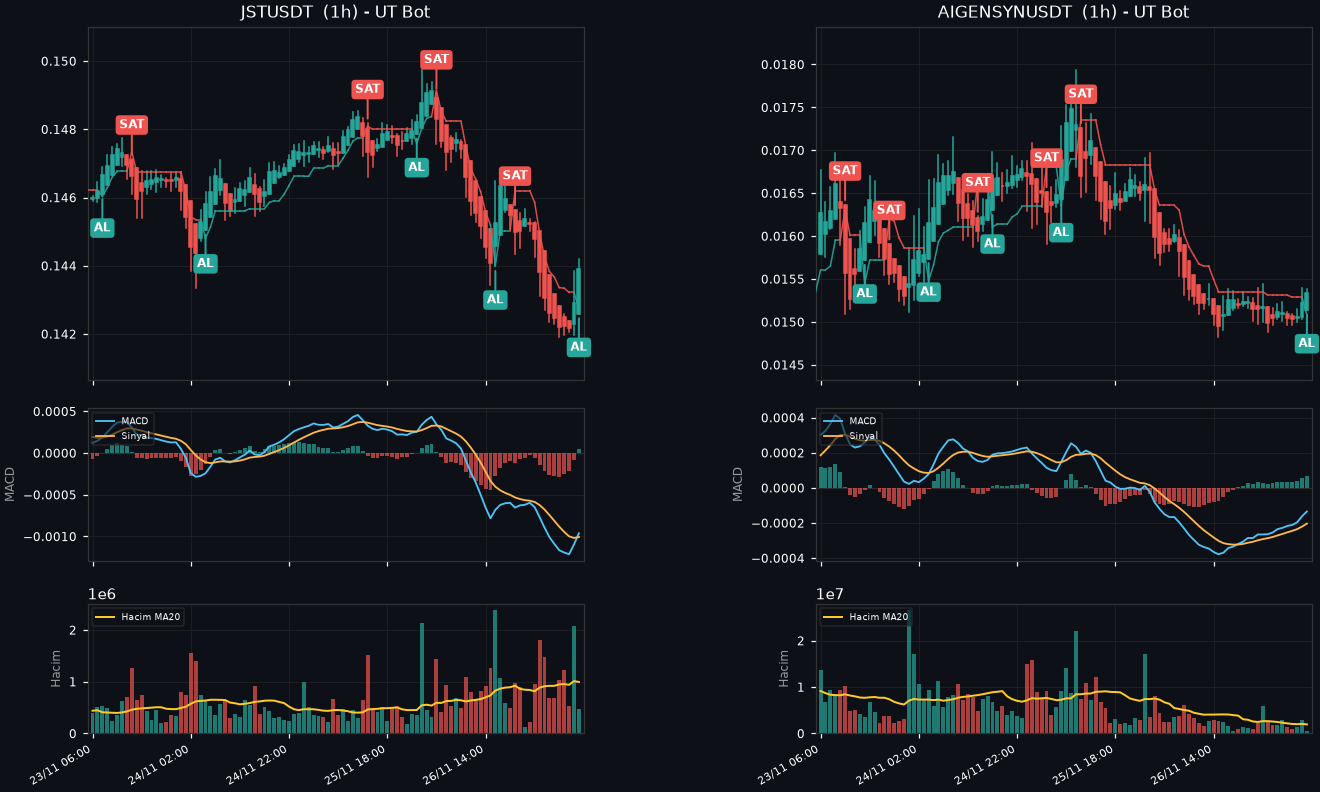 JSTUSDT (1h) - UT Bot
0.150
0.148
0.146
0.144
0.142
SAT
SAT
SAT
SAT
AL
AL
AL
AL
AL
0.0005
0.0000
−0.0005
−0.0010
MACD
MACD
Sinyal
1e6
2
1
0
Hacim
Hacim MA20
23/11 06:00
24/11 02:00
24/11 22:00
25/11 18:00
26/11 14:00
AIGENSYNUSDT (1h) - UT Bot
0.0180
0.0175
0.0170
0.0165
0.0160
0.0155
0.0150
0.0145
SAT
SAT
SAT
SAT
SAT
AL
AL
AL
AL
AL
0.0004
0.0002
0.0000
−0.0002
−0.0004
MACD
MACD
Sinyal
1e7
2
1
0
Hacim
Hacim MA20
23/11 06:00
24/11 02:00
24/11 22:00
25/11 18:00
26/11 14:00